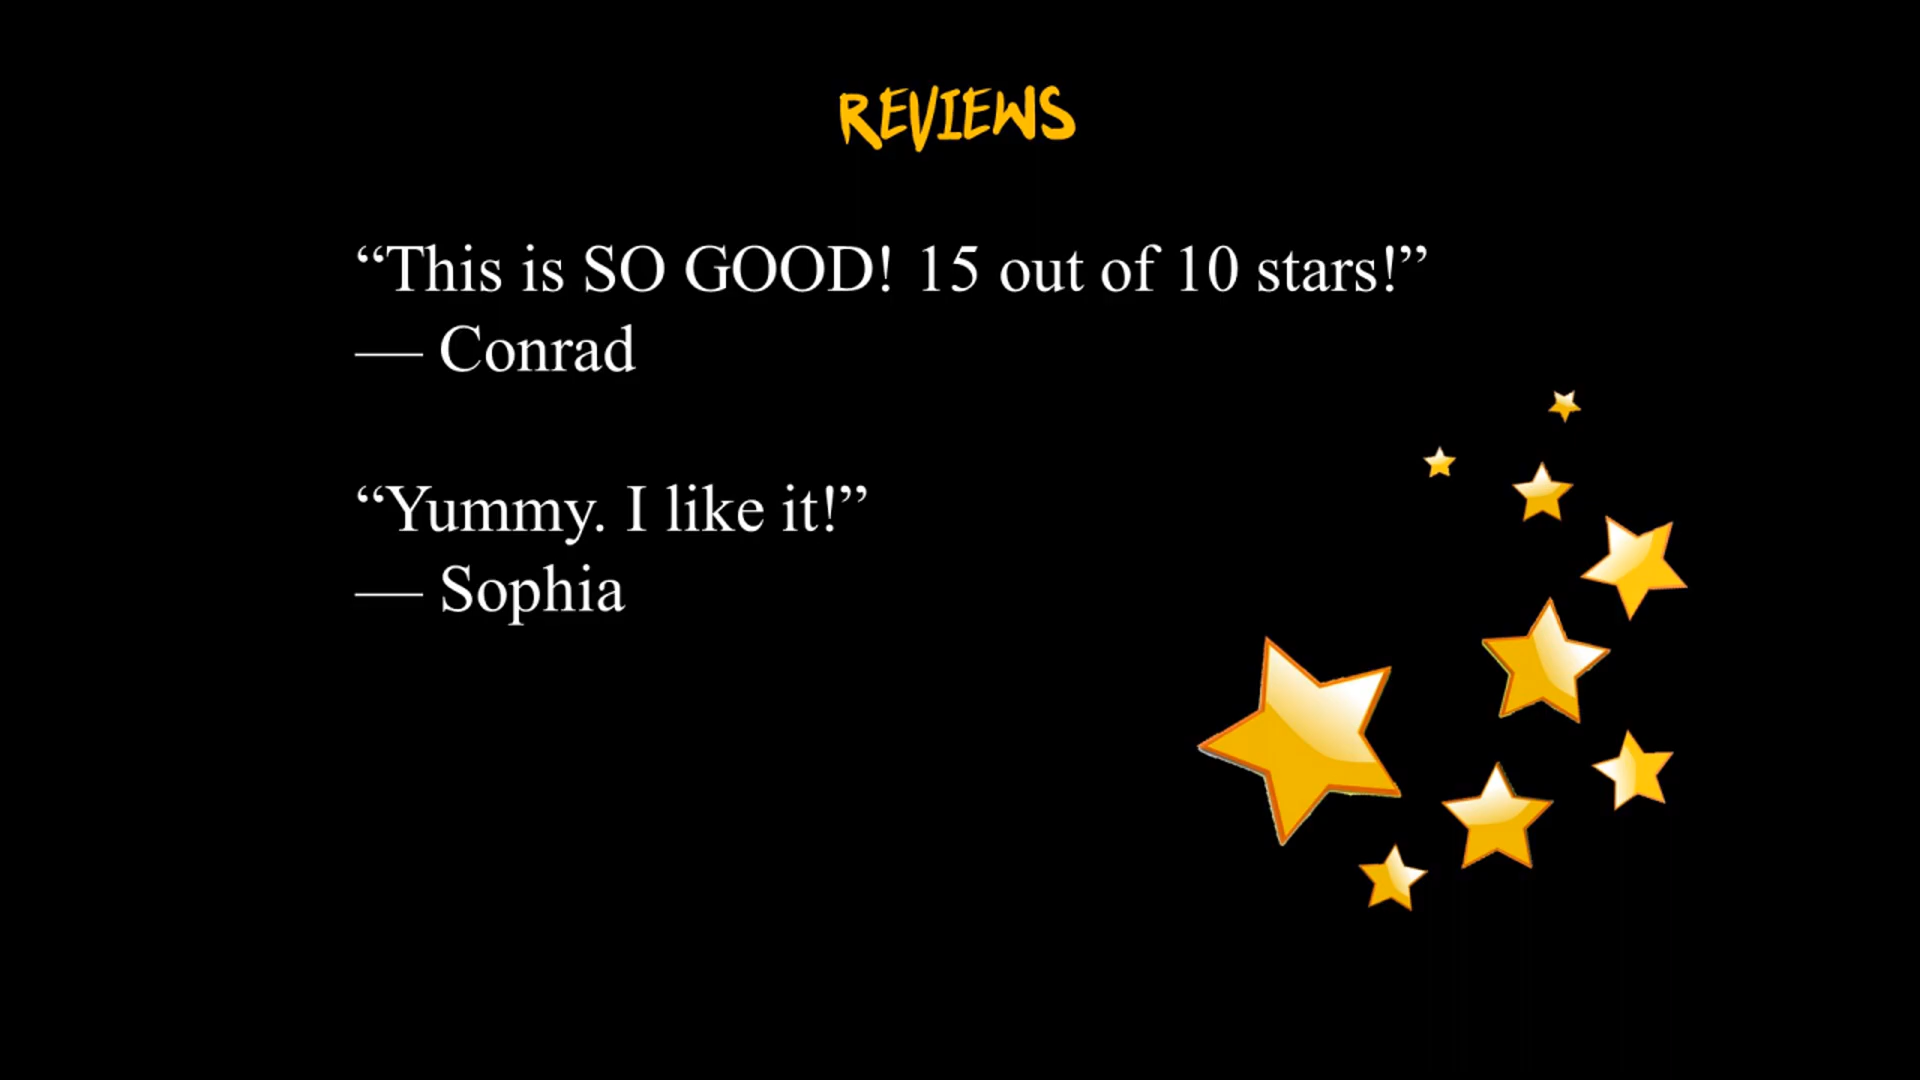 REVIEWS
“This is SO GOOD! 15 out of 10 stars!”
— Conrad
“Yummy. I like it!”
— Sophia